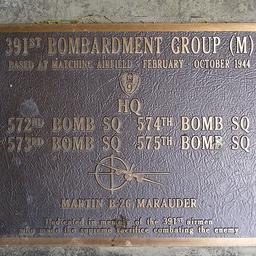 391ST BOMBARDMENT GROUP (M)
BASED AT MATCHING AIRFIELD - FEBRUARY - OCTOBER 1944
HQ
572ND BOMB SQ 574TH BOMB SQ
573RD BOMB SQ 575TH BOMB SQ
MARTIN B-26 MARAUDER
Dedicated in memory of the 391ST airmen
who made the supreme sacrifice combating the enemy